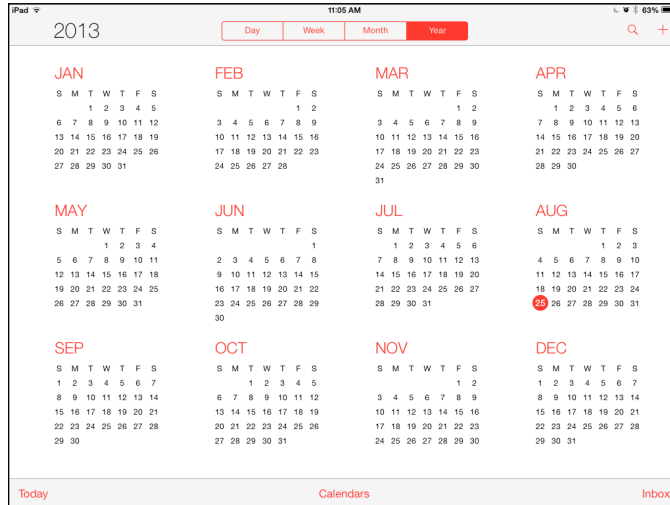 iPad 11:05 AM 63%
2013 Day Week Month Year
JAN FEB MAR APR
S M T W T F S S M T W T F S S M T W T F S S M T W T F S
1 2 3 4 5 1 2 1 2 1 2 3 4 5 6
6 7 8 9 10 11 12 3 4 5 6 7 8 9 3 4 5 6 7 8 9 7 8 9 10 11 12 13
13 14 15 16 17 18 19 10 11 12 13 14 15 16 10 11 12 13 14 15 16 14 15 16 17 18 19 20
20 21 22 23 24 25 26 17 18 19 20 21 22 23 17 18 19 20 21 22 23 21 22 23 24 25 26 27
27 28 29 30 31 24 25 26 27 28 24 25 26 27 28 29 30 28 29 30
31
MAY JUN JUL AUG
S M T W T F S S M T W T F S S M T W T F S S M T W T F S
1 2 3 4 1 1 2 3 4 5 6 1 2 3
5 6 7 8 9 10 11 2 3 4 5 6 7 8 7 8 9 10 11 12 13 4 5 6 7 8 9 10
12 13 14 15 16 17 18 9 10 11 12 13 14 15 14 15 16 17 18 19 20 11 12 13 14 15 16 17
19 20 21 22 23 24 25 16 17 18 19 20 21 22 21 22 23 24 25 26 27 18 19 20 21 22 23 24
26 27 28 29 30 31 23 24 25 26 27 28 29 28 29 30 31 25 26 27 28 29 30 31
30
SEP OCT NOV DEC
S M T W T F S S M T W T F S S M T W T F S S M T W T F S
1 2 3 4 5 6 7 1 2 3 4 5 1 2 1 2 3 4 5 6 7
8 9 10 11 12 13 14 6 7 8 9 10 11 12 3 4 5 6 7 8 9 8 9 10 11 12 13 14
15 16 17 18 19 20 21 13 14 15 16 17 18 19 10 11 12 13 14 15 16 15 16 17 18 19 20 21
22 23 24 25 26 27 28 20 21 22 23 24 25 26 17 18 19 20 21 22 23 22 23 24 25 26 27 28
29 30 27 28 29 30 31 24 25 26 27 28 29 30 29 30 31
Today Calendars Inbox